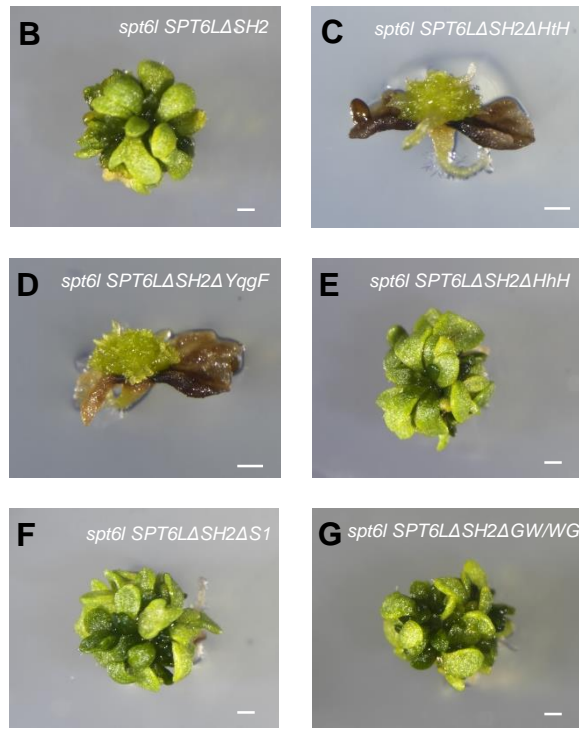 B spt6l SPT6LΔSH2
C spt6l SPT6LΔSH2ΔHtH
D spt6l SPT6LΔSH2ΔYqgF
E spt6l SPT6LΔSH2ΔHhH
F spt6l SPT6LΔSH2ΔS1
G spt6l SPT6LΔSH2ΔGW/WG